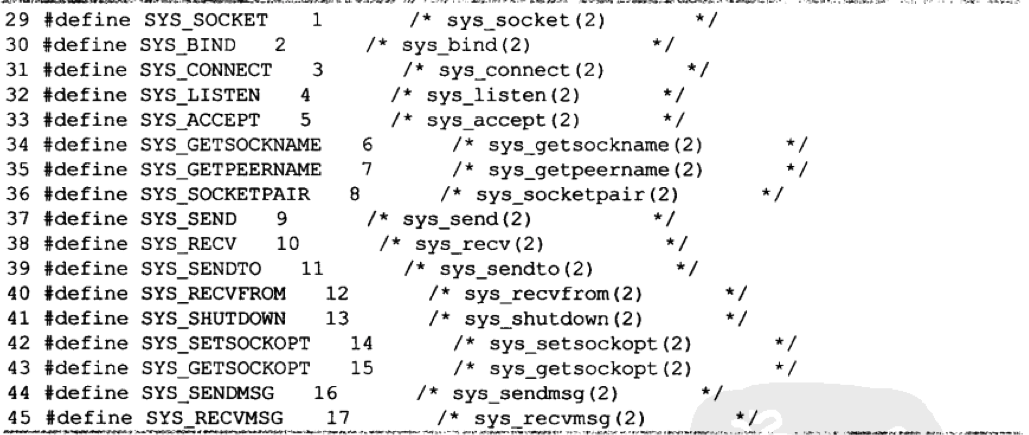 29 #define SYS_SOCKET 1 /* sys_socket(2) */
30 #define SYS_BIND 2 /* sys_bind(2) */
31 #define SYS_CONNECT 3 /* sys_connect(2) */
32 #define SYS_LISTEN 4 /* sys_listen(2) */
33 #define SYS_ACCEPT 5 /* sys_accept(2) */
34 #define SYS_GETSOCKNAME 6 /* sys_getsockname(2) */
35 #define SYS_GETPEERNAME 7 /* sys_getpeername(2) */
36 #define SYS_SOCKETPAIR 8 /* sys_socketpair(2) */
37 #define SYS_SEND 9 /* sys_send(2) */
38 #define SYS_RECV 10 /* sys_recv(2) */
39 #define SYS_SENDTO 11 /* sys_sendto(2) */
40 #define SYS_RECVFROM 12 /* sys_recvfrom(2) */
41 #define SYS_SHUTDOWN 13 /* sys_shutdown(2) */
42 #define SYS_SETSOCKOPT 14 /* sys_setsockopt(2) */
43 #define SYS_GETSOCKOPT 15 /* sys_getsockopt(2) */
44 #define SYS_SENDMSG 16 /* sys_sendmsg(2) */
45 #define SYS_RECVMSG 17 /* sys_recvmsg(2) */